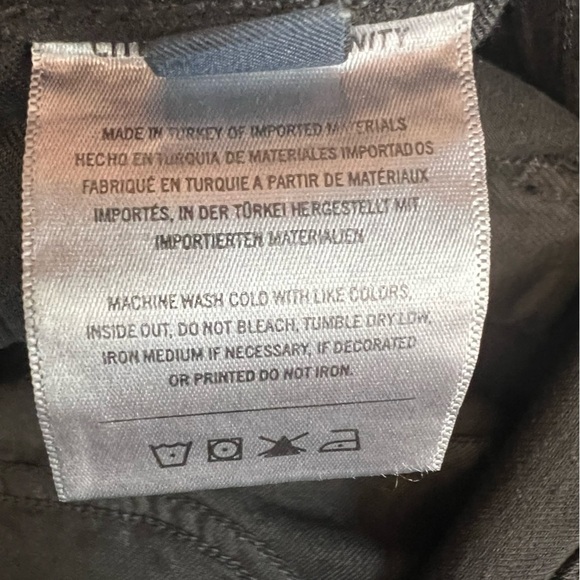 MADE IN TURKEY OF IMPORTED MATERIALS
HECHO EN TURQUIA DE MATERIALES IMPORTADOS
FABRIQUÉ EN TURQUIE A PARTIR DE MATÉRIAUX
IMPORTÉS, IN DER TÜRKEI HERGESTELLT MIT
IMPORTIERTEN MATERIALIEN
MACHINE WASH COLD WITH LIKE COLORS,
INSIDE OUT, DO NOT BLEACH, TUMBLE DRY LOW,
IRON MEDIUM IF NECESSARY, IF DECORATED
OR PRINTED DO NOT IRON.